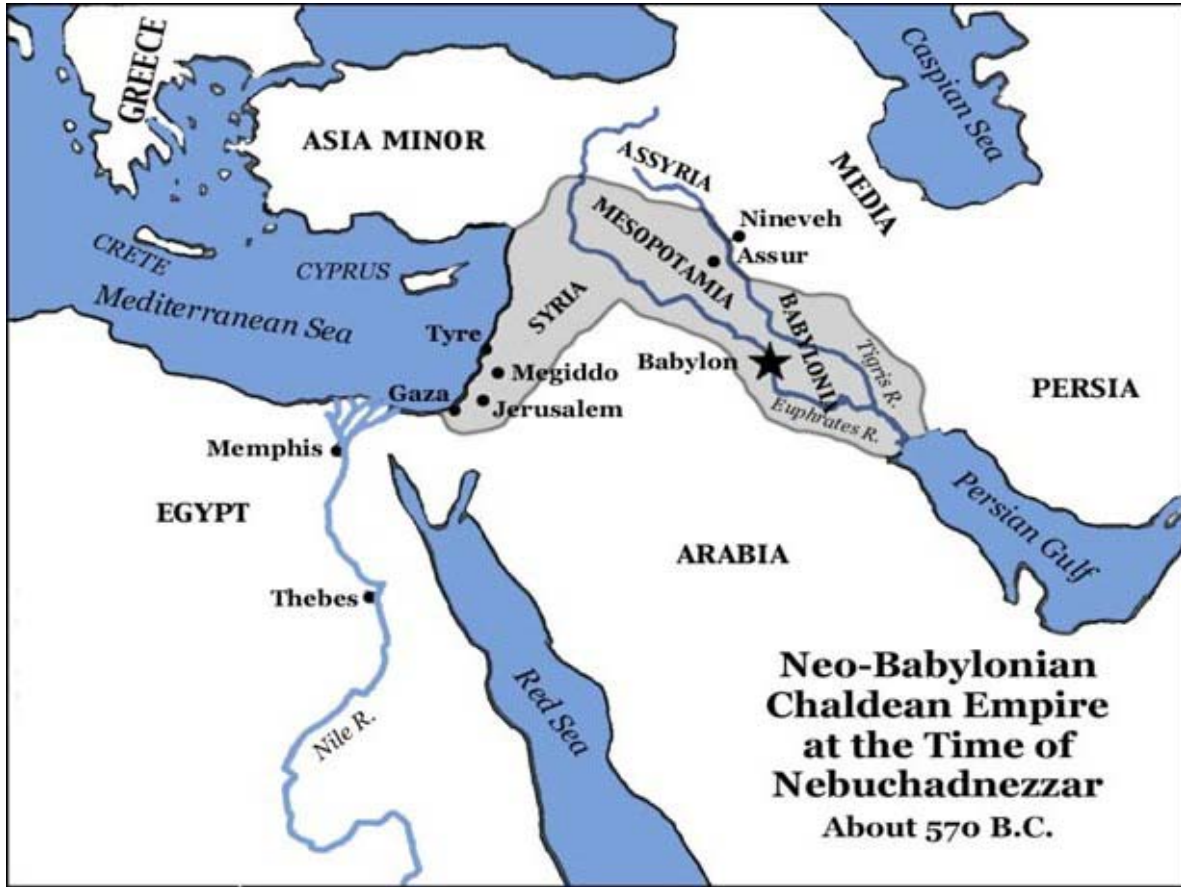 GREECE
ASIA MINOR
Caspian Sea
ASSYRIA
MEDIA
MESOPOTAMIA
Nineveh
Assur
CRETE
CYPRUS
Mediterranean Sea
SYRIA
BABYLONIA
Tyre
Megiddo
Babylon
Tigris R.
PERSIA
Gaza
Jerusalem
Euphrates R.
Memphis
EGYPT
Persian Gulf
ARABIA
Thebes
Red Sea
Nile R.
Neo-Babylonian
Chaldean Empire
at the Time of
Nebuchadnezzar
About 570 B.C.